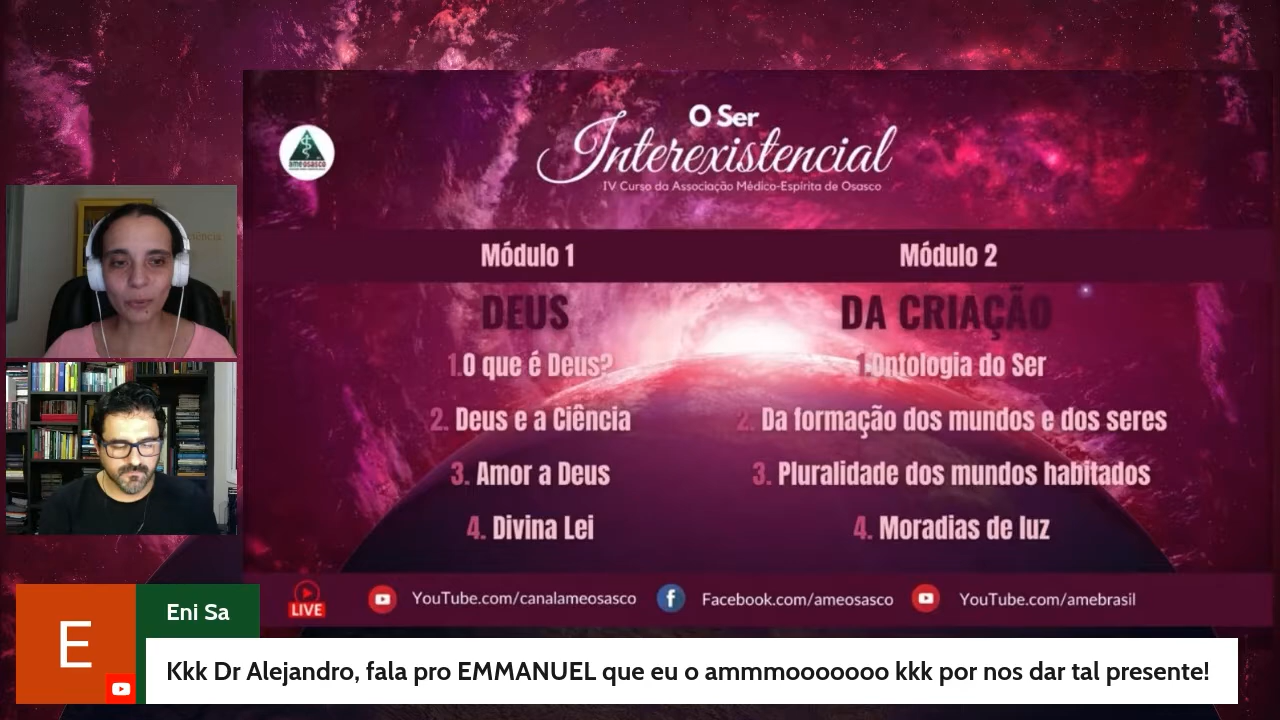 O Ser
Interexistencial
IV Curso da Associação Médico-Espírita de Osasco
ameosasco
Módulo 1
Módulo 2
DEUS
DA CRIAÇÃO
1.O que é Deus?
1.Ontologia do Ser
2. Deus e a Ciência
2. Da formação dos mundos e dos seres
3. Amor a Deus
3. Pluralidade dos mundos habitados
4. Divina Lei
4. Moradias de luz
LIVE
YouTube.com/canalameosasco
Facebook.com/ameosasco
YouTube.com/amebrasil
E
Eni Sa
Kkk Dr Alejandro, fala pro EMMANUEL que eu o ammmooooooo kkk por nos dar tal presente!